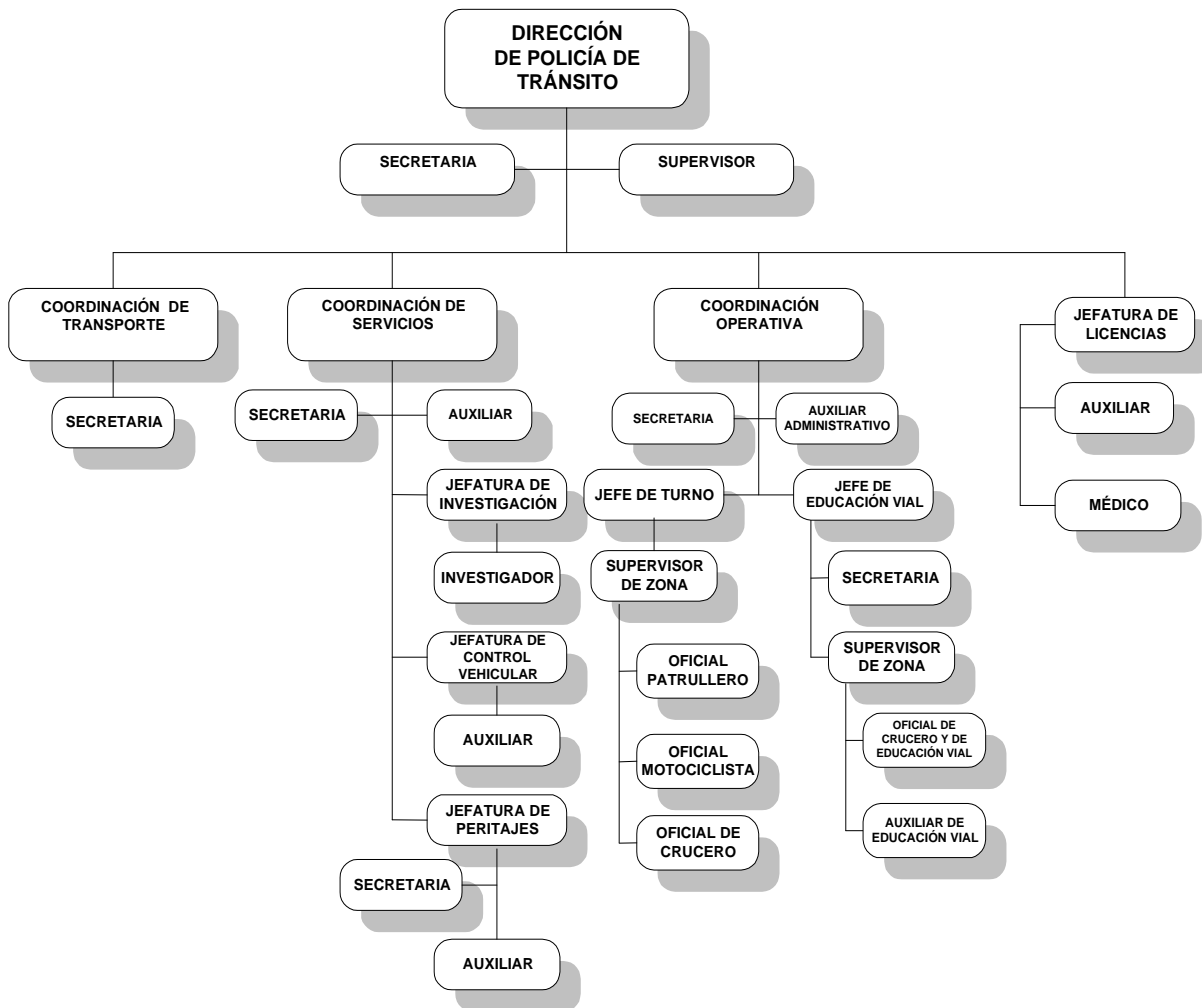 DIRECCIÓN
DE POLICÍA DE
TRÁNSITO
SECRETARIA
SUPERVISOR
COORDINACIÓN DE
TRANSPORTE
SECRETARIA
COORDINACIÓN DE
SERVICIOS
SECRETARIA
AUXILIAR
JEFATURA DE
INVESTIGACIÓN
INVESTIGADOR
JEFATURA DE
CONTROL
VEHICULAR
AUXILIAR
JEFATURA DE
PERITAJES
SECRETARIA
AUXILIAR
COORDINACIÓN
OPERATIVA
SECRETARIA
AUXILIAR
ADMINISTRATIVO
JEFE DE TURNO
SUPERVISOR
DE ZONA
OFICIAL
PATRULLERO
OFICIAL
MOTOCICLISTA
OFICIAL DE
CRUCERO
JEFE DE
EDUCACIÓN VIAL
SECRETARIA
SUPERVISOR
DE ZONA
OFICIAL DE
CRUCERO Y DE
EDUCACIÓN VIAL
AUXILIAR DE
EDUCACIÓN VIAL
JEFATURA DE
LICENCIAS
AUXILIAR
MÉDICO